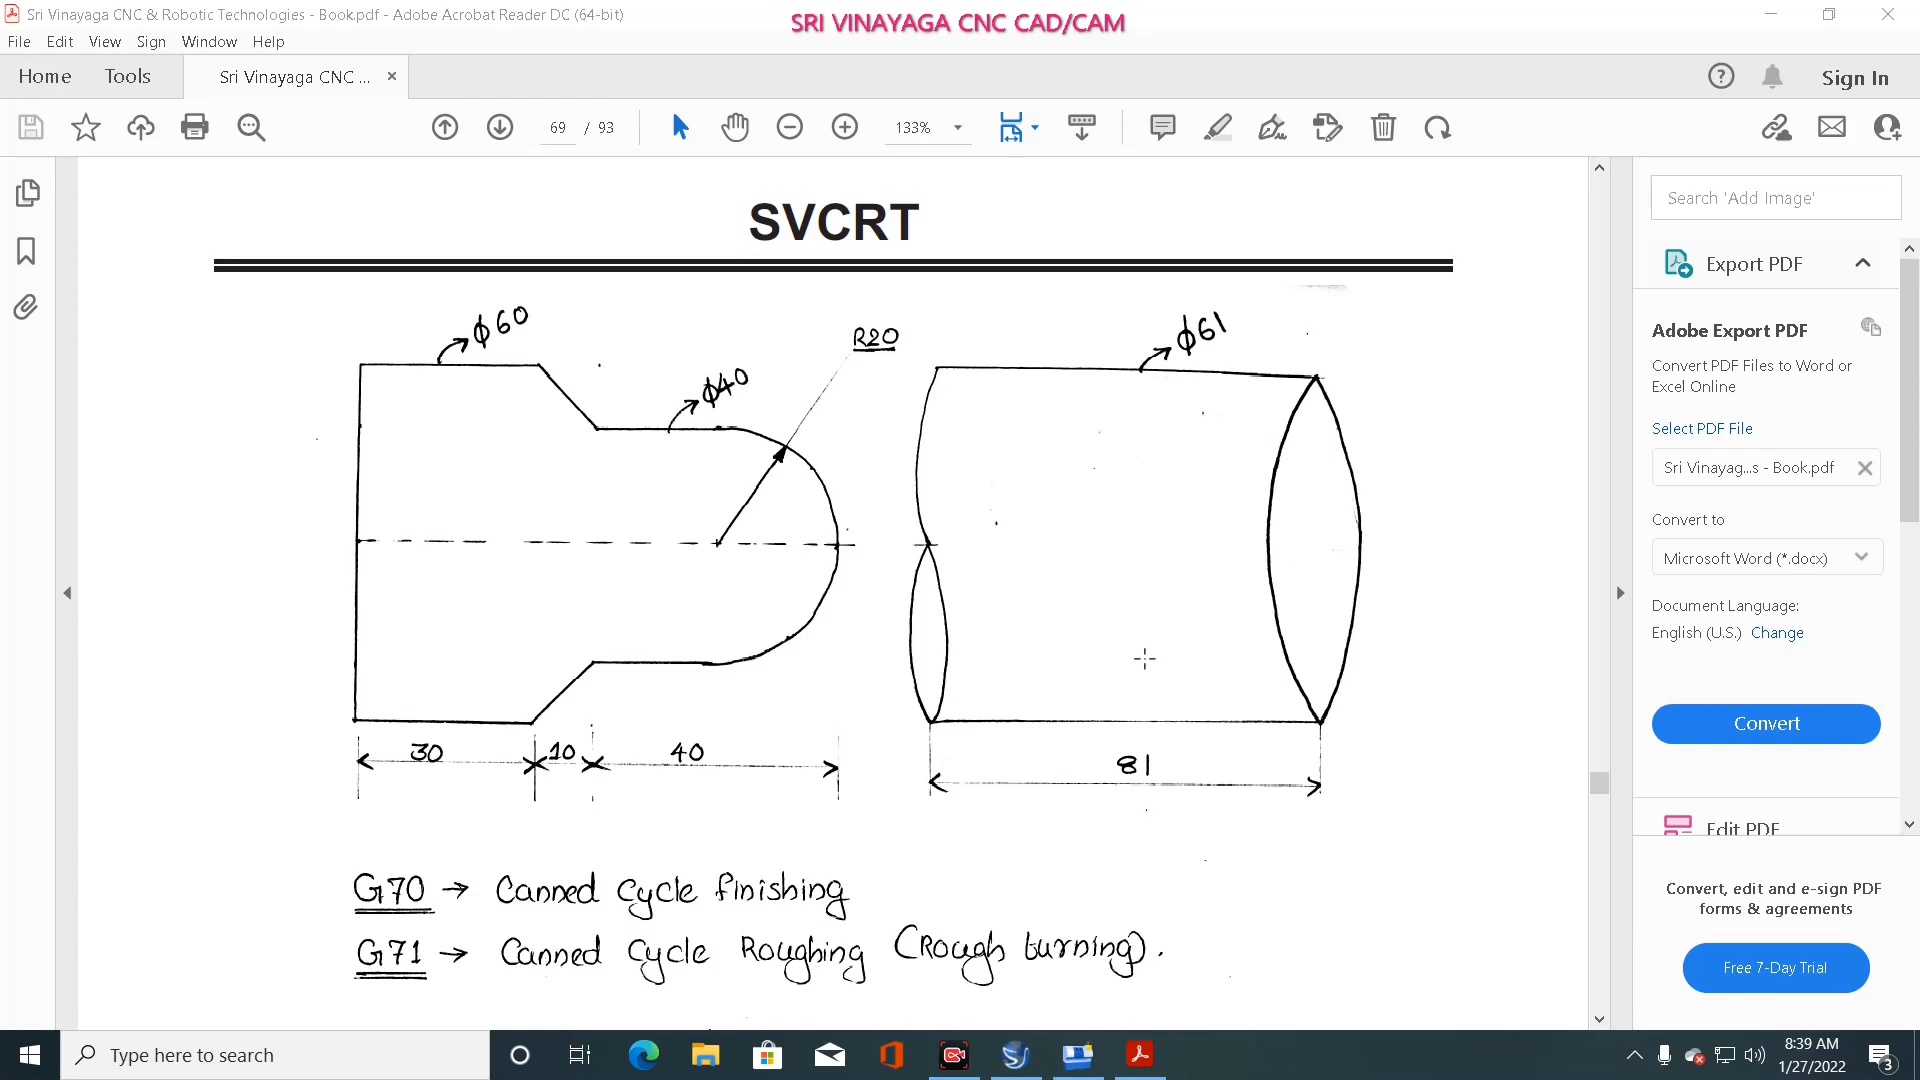 Sri Vinayaga CNC & Robotic Technologies - Book.pdf - Adobe Acrobat Reader DC (64-bit)
SRI VINAYAGA CNC CAD/CAM
File Edit View Sign Window Help
Home Tools Sri Vinayaga CNC ... × Sign In
69 / 93 133%
SVCRT
ϕ60
R20
ϕ61
ϕ40
30 10 40
81
G70 → Canned Cycle finishing
G71 → Canned Cycle Roughing (Rough turning).
Search 'Add Image'
Export PDF
Adobe Export PDF
Convert PDF Files to Word or
Excel Online
Select PDF File
Sri Vinayag...s - Book.pdf
Convert to
Microsoft Word (*.docx)
Document Language:
English (U.S.) Change
Convert
Edit PDF
Convert, edit and e-sign PDF
forms & agreements
Free 7-Day Trial
Type here to search
8:39 AM
1/27/2022
3